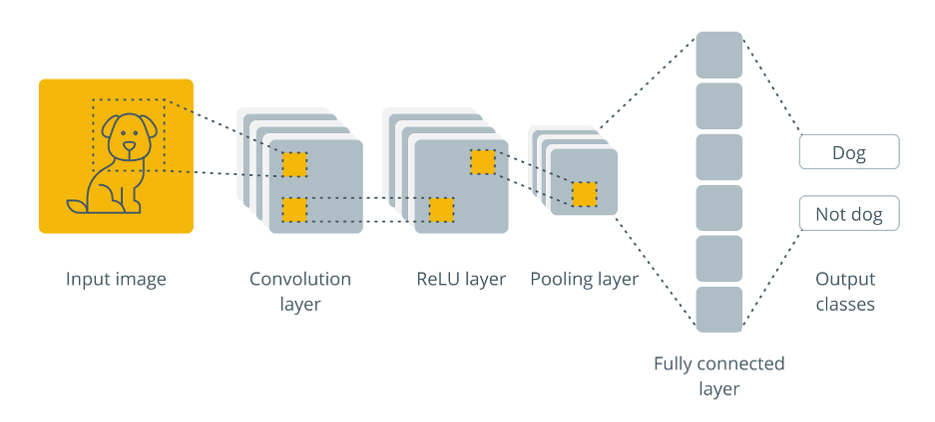 Dog
Not dog
Input image
Convolution
layer
ReLU layer
Pooling layer
Output
classes
Fully connected
layer